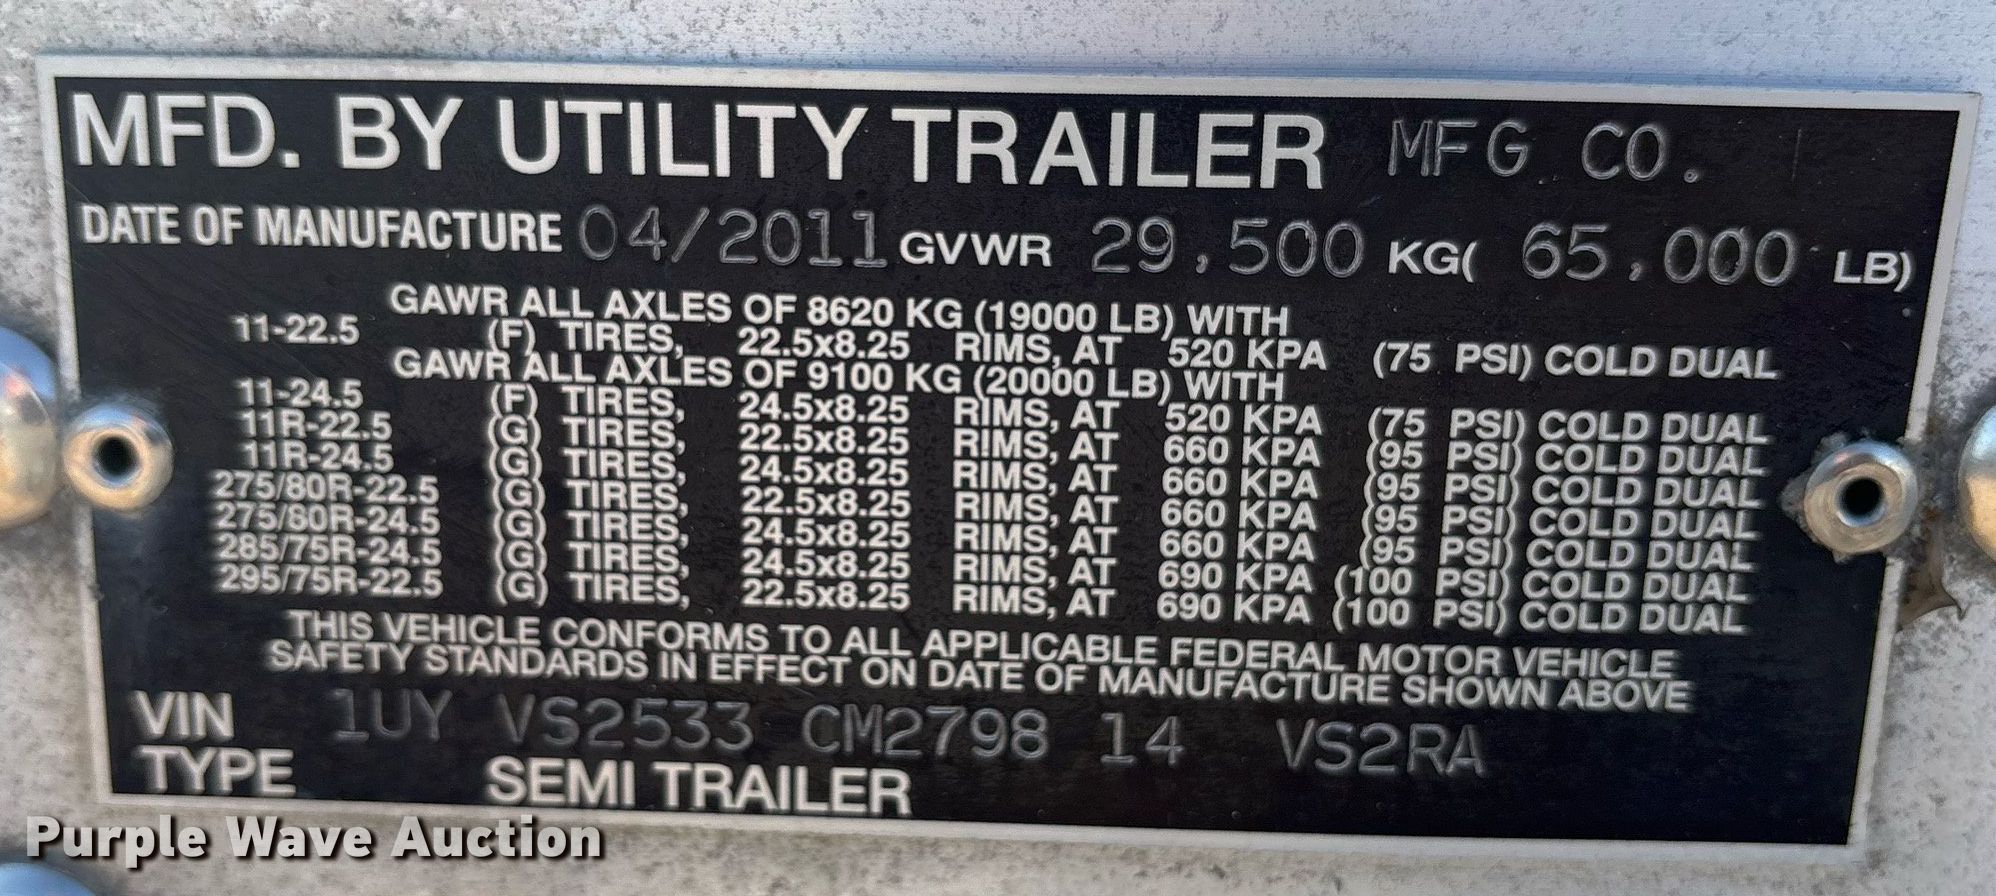 MFD. BY UTILITY TRAILER MFG CO.
DATE OF MANUFACTURE 04/2011 GVWR 29,500 KG( 65,000 LB)
GAWR ALL AXLES OF 8620 KG (19000 LB) WITH
11-22.5 (F) TIRES, 22.5x8.25 RIMS, AT 520 KPA (75 PSI) COLD DUAL
GAWR ALL AXLES OF 9100 KG (20000 LB) WITH
11-24.5 (F) TIRES, 24.5x8.25 RIMS, AT 520 KPA (75 PSI) COLD DUAL
11R-22.5 (G) TIRES, 22.5x8.25 RIMS, AT 660 KPA (95 PSI) COLD DUAL
11R-24.5 (G) TIRES, 24.5x8.25 RIMS, AT 660 KPA (95 PSI) COLD DUAL
275/80R-22.5 (G) TIRES, 22.5x8.25 RIMS, AT 660 KPA (95 PSI) COLD DUAL
275/80R-24.5 (G) TIRES, 24.5x8.25 RIMS, AT 660 KPA (95 PSI) COLD DUAL
285/75R-24.5 (G) TIRES, 24.5x8.25 RIMS, AT 690 KPA (100 PSI) COLD DUAL
295/75R-22.5 (G) TIRES, 22.5x8.25 RIMS, AT 690 KPA (100 PSI) COLD DUAL
THIS VEHICLE CONFORMS TO ALL APPLICABLE FEDERAL MOTOR VEHICLE
SAFETY STANDARDS IN EFFECT ON DATE OF MANUFACTURE SHOWN ABOVE
VIN 1UY VS2533 CM2798 14 VS2RA
TYPE SEMI TRAILER
Purple Wave Auction